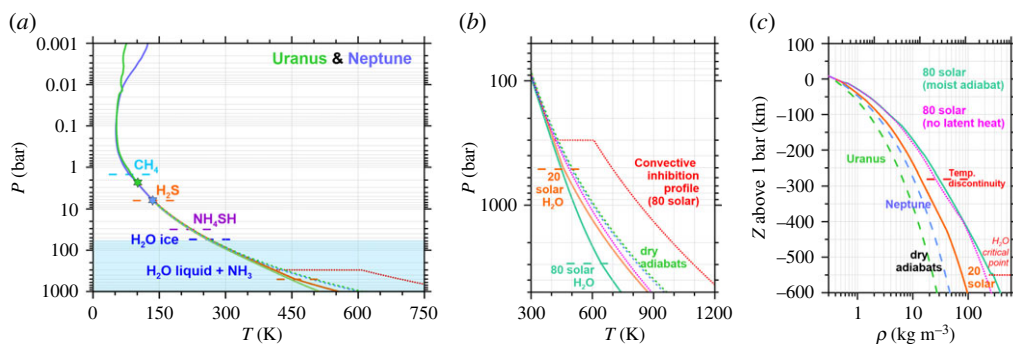 (a)
0.001
0.01
0.1
1
10
100
1000
P (bar)
Uranus & Neptune
CH₄
H₂S
NH₄SH
H₂O ice
H₂O liquid + NH₃
0 150 300 450 600 750
T (K)
(b)
100
1000
P (bar)
Convective
inhibition
profile
(80 solar)
20
solar
H₂O
dry
adiabats
80 solar
H₂O
300 600 900 1200
T (K)
(c)
100
0
−100
−200
−300
−400
−500
−600
Z above 1 bar (km)
80 solar
(moist adiabat)
80 solar
(no latent heat)
Uranus
Temp.
discontinuity
Neptune
H₂O
critical
point
dry
adiabats
20
solar
1 10 100
ρ (kg m⁻³)